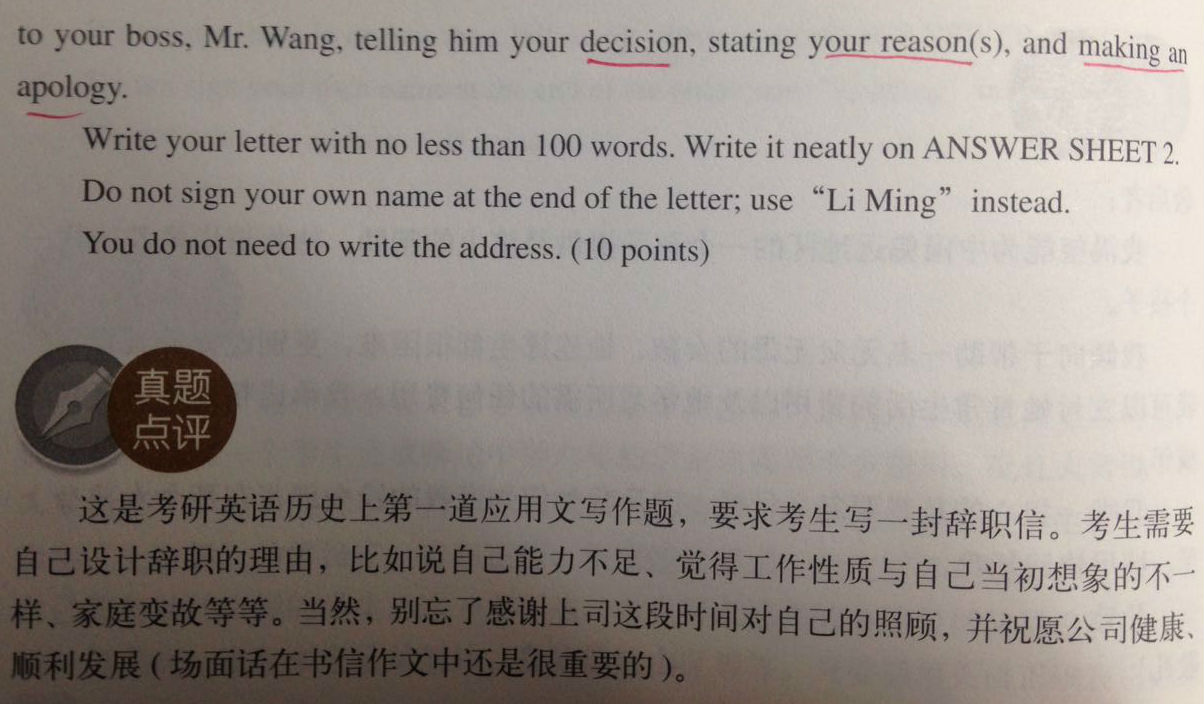 to your boss, Mr. Wang, telling him your decision, stating your reason(s), and making an
apology.
Write your letter with no less than 100 words. Write it neatly on ANSWER SHEET 2.
Do not sign your own name at the end of the letter; use “Li Ming” instead.
You do not need to write the address. (10 points)
真题
点评
这是考研英语历史上第一道应用文写作题，要求考生写一封辞职信。考生需要
自己设计辞职的理由，比如说自己能力不足、觉得工作性质与自己当初想象的不一
样、家庭变故等等。当然，别忘了感谢上司这段时间对自己的照顾，并祝愿公司健康、
顺利发展（场面话在书信作文中还是很重要的）。